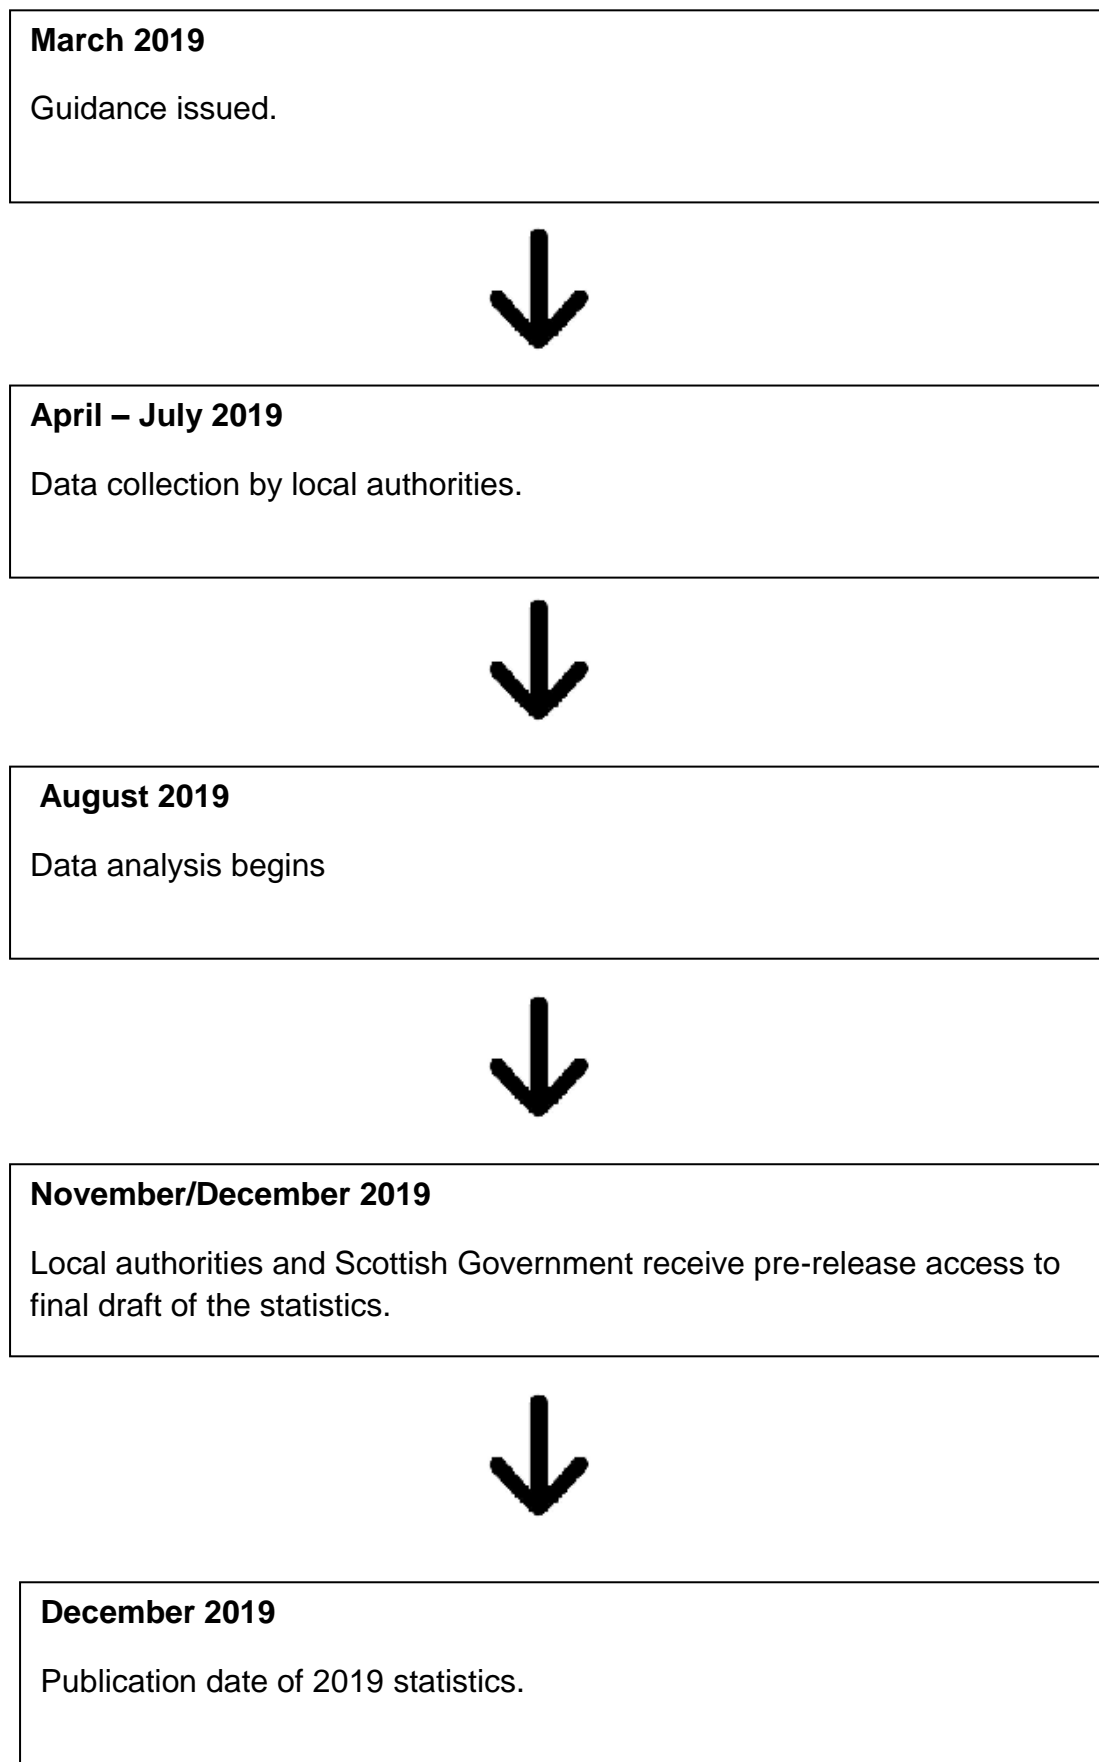 March 2019
Guidance issued.
April – July 2019
Data collection by local authorities.
August 2019
Data analysis begins
November/December 2019
Local authorities and Scottish Government receive pre-release access to
final draft of the statistics.
December 2019
Publication date of 2019 statistics.